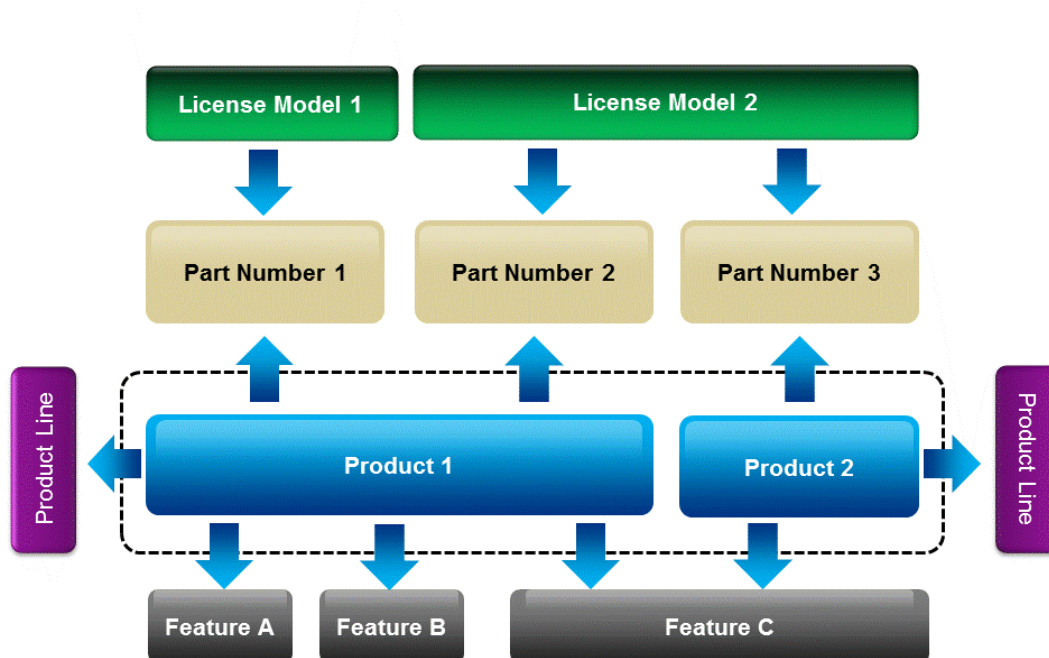 License Model 1
License Model 2
Part Number 1
Part Number 2
Part Number 3
Product Line
Product 1
Product 2
Product Line
Feature A
Feature B
Feature C